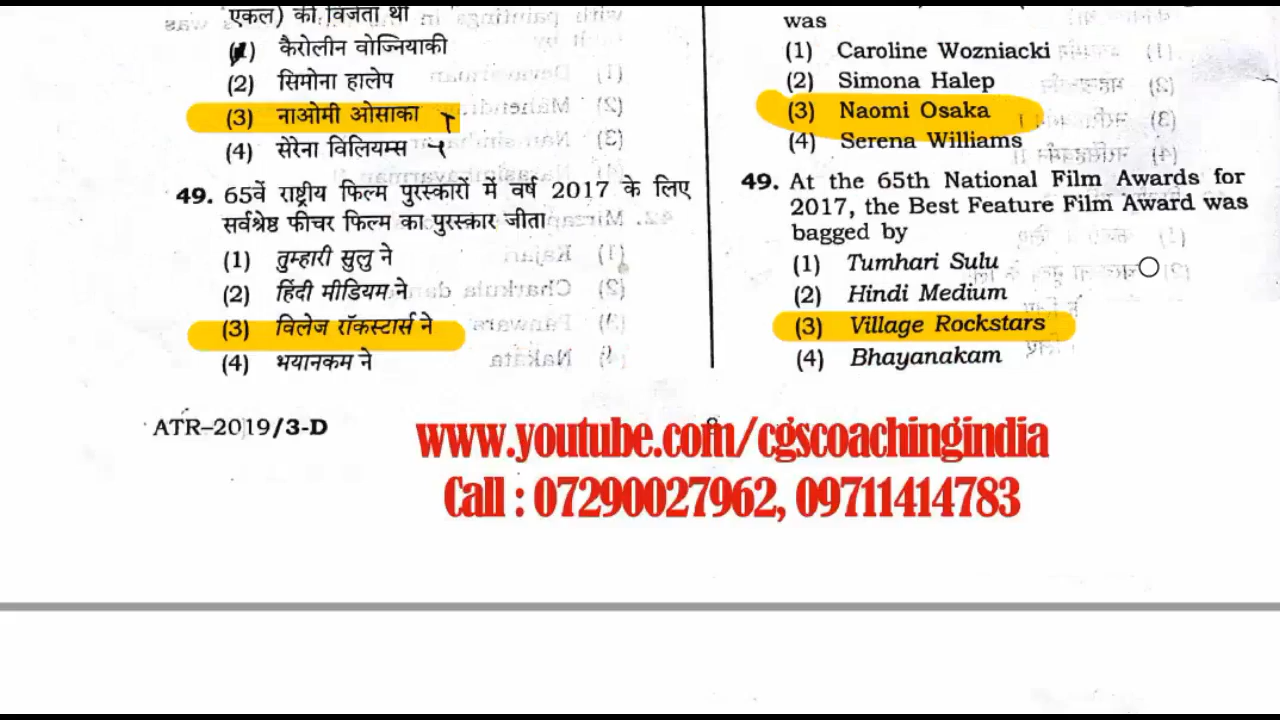 एकल) की विजेता थी
(1) कैरोलीन वोज्नियाकी
(2) सिमोना हालेप
(3) नाओमी ओसाका
(4) सेरेना विलियम्स
49. 65वें राष्ट्रीय फिल्म पुरस्कारों में वर्ष 2017 के लिए
सर्वश्रेष्ठ फीचर फिल्म का पुरस्कार जीता
(1) तुम्हारी सुलु ने
(2) हिंदी मीडियम ने
(3) विलेज रॉकस्टार्स ने
(4) भयानकम ने
was
(1) Caroline Wozniacki
(2) Simona Halep
(3) Naomi Osaka
(4) Serena Williams
49. At the 65th National Film Awards for
2017, the Best Feature Film Award was
bagged by
(1) Tumhari Sulu
(2) Hindi Medium
(3) Village Rockstars
(4) Bhayanakam
ATR–2019/3-D
8
www.youtube.com/cgscoachingindia
Call : 07290027962, 09711414783